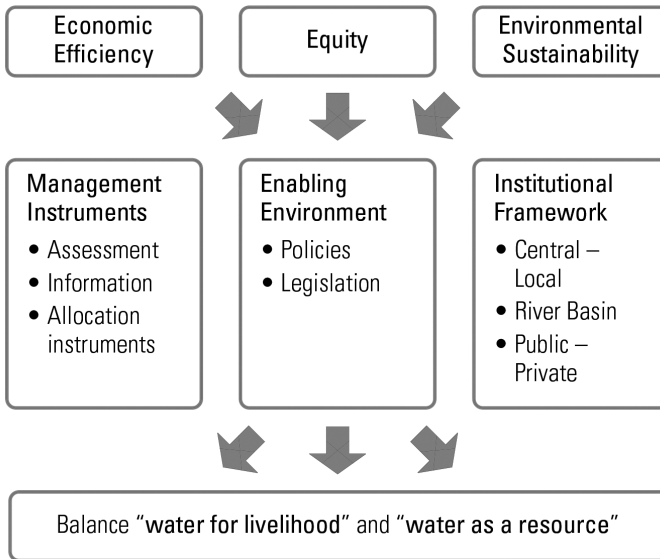 Economic
Efficiency
Equity
Environmental
Sustainability
Management
Instruments
• Assessment
• Information
• Allocation
instruments
Enabling
Environment
• Policies
• Legislation
Institutional
Framework
• Central –
Local
• River Basin
• Public –
Private
Balance “water for livelihood” and “water as a resource”